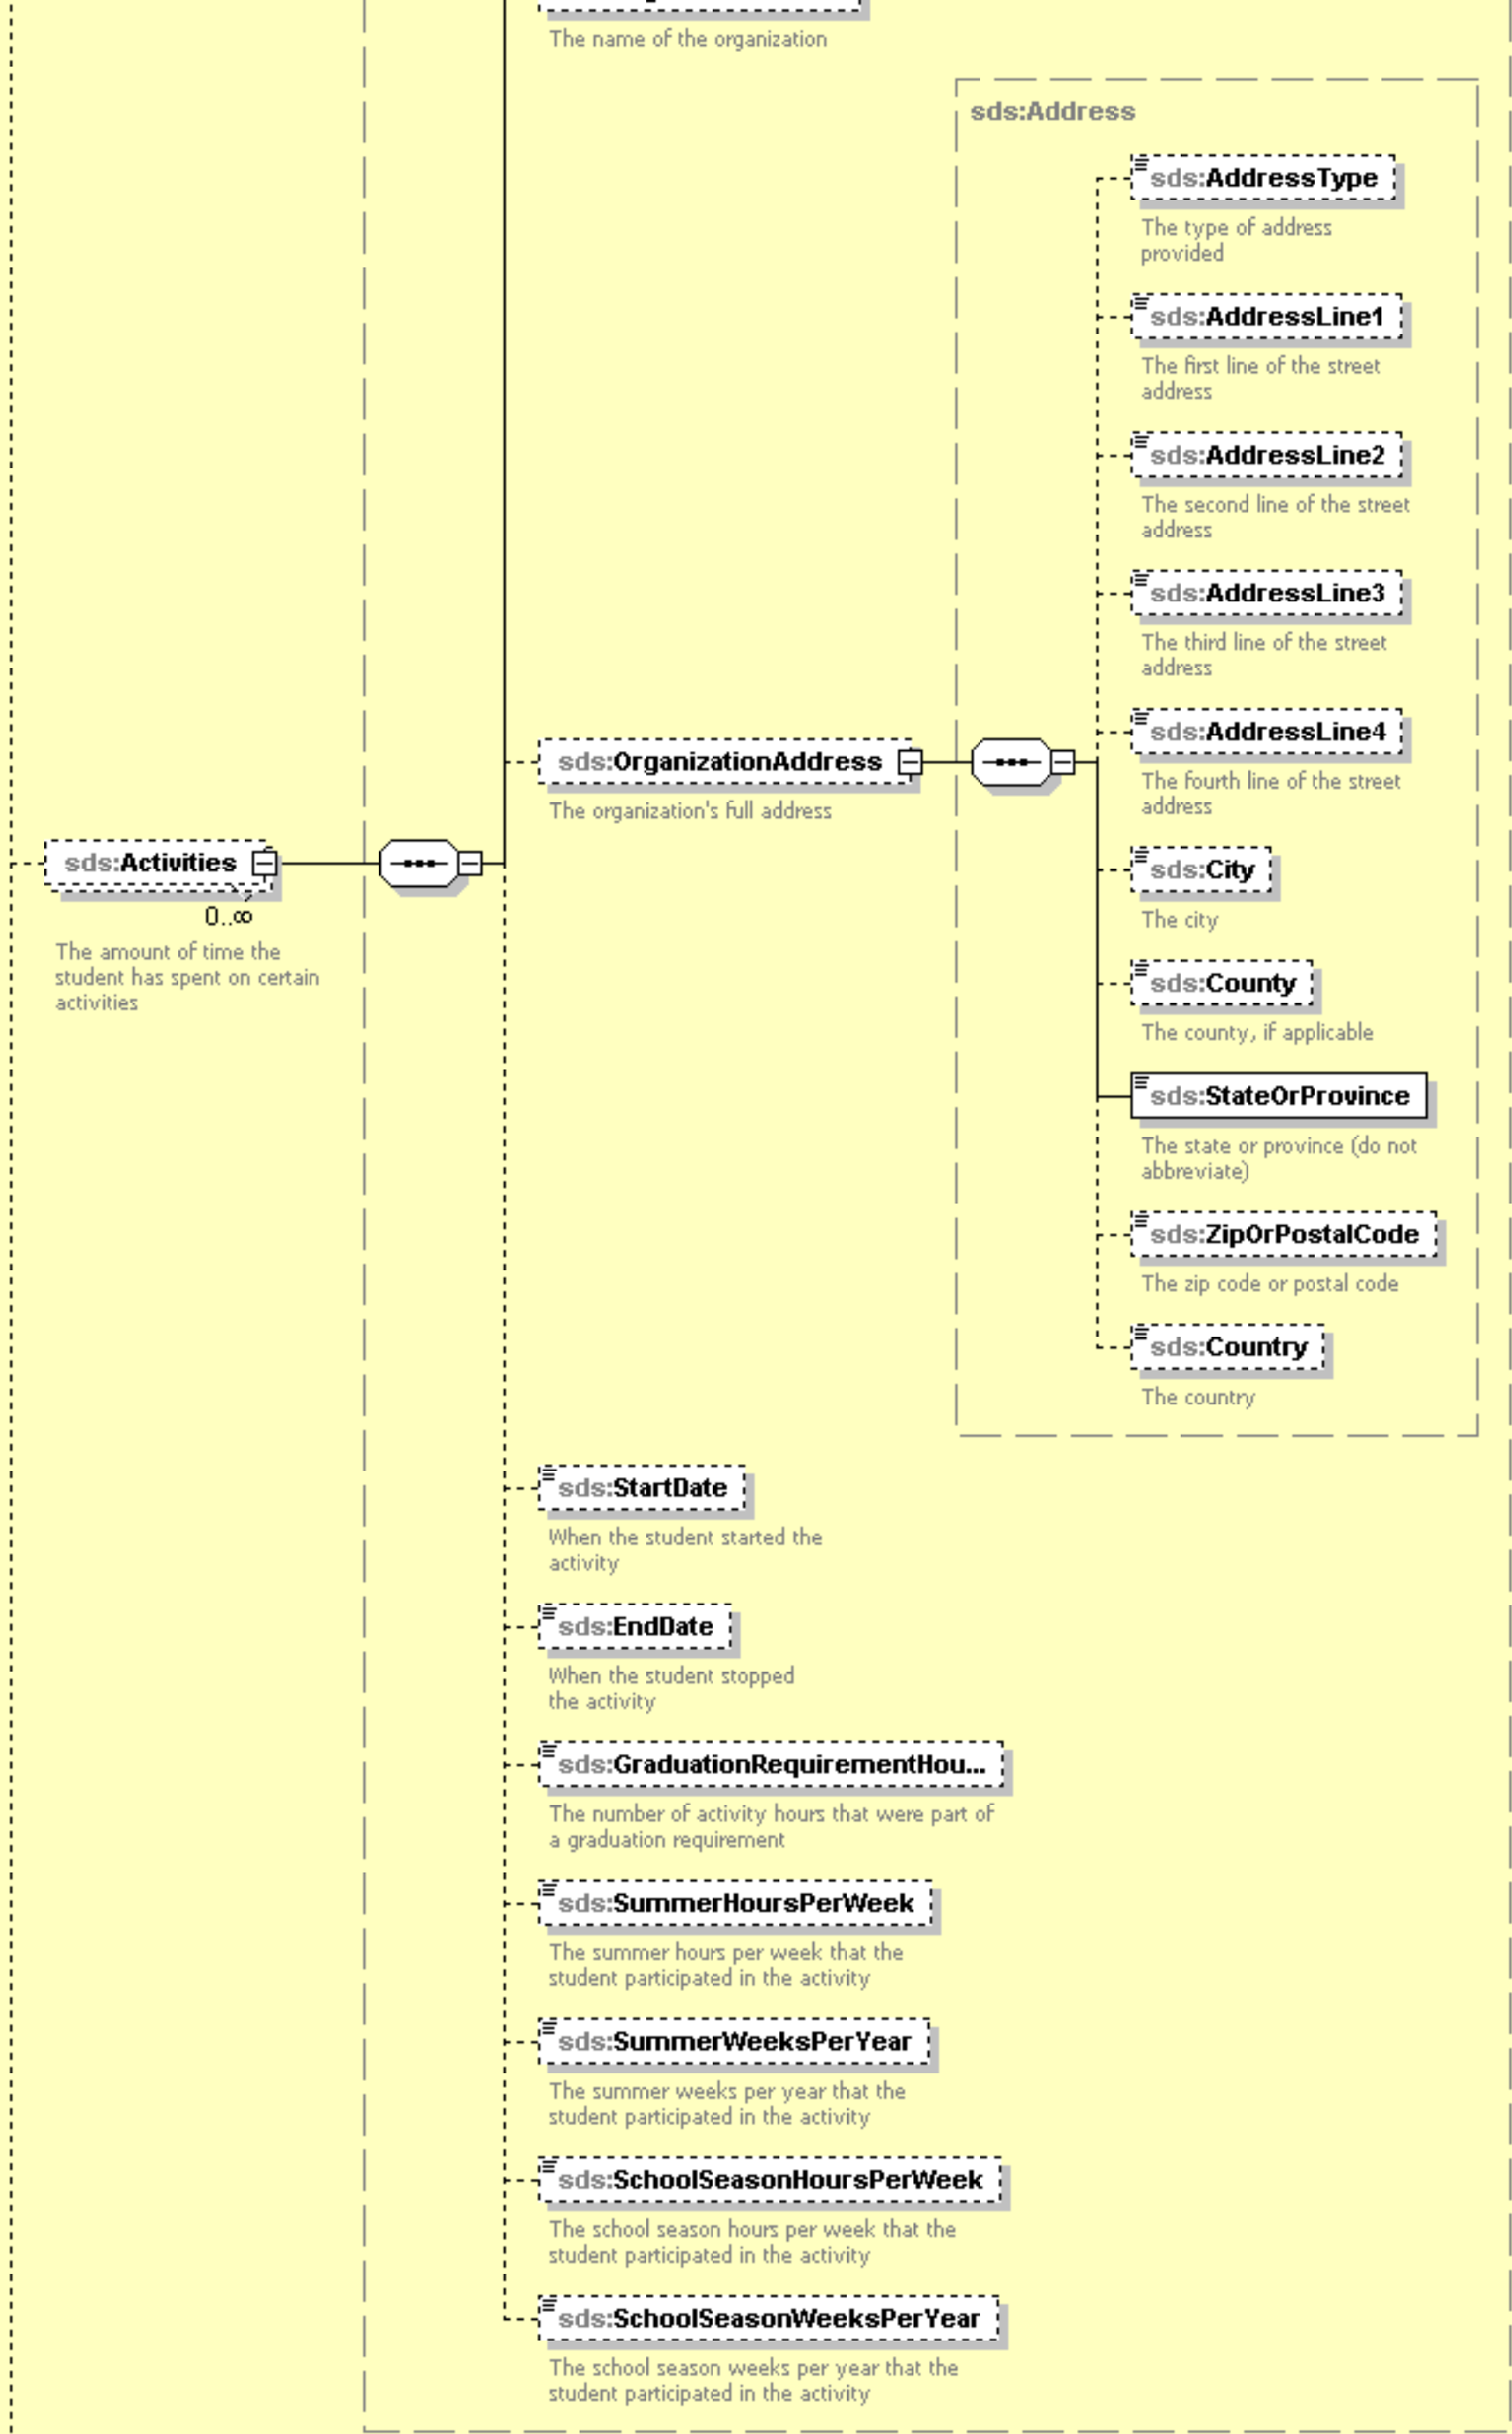 The name of the organization
sds:Address
sds:AddressType
The type of address
provided
sds:AddressLine1
The first line of the street
address
sds:AddressLine2
The second line of the street
address
sds:AddressLine3
The third line of the street
address
sds:AddressLine4
The fourth line of the street
address
sds:OrganizationAddress
The organization's full address
sds:Activities
0..∞
The amount of time the
student has spent on certain
activities
sds:City
The city
sds:County
The county, if applicable
sds:StateOrProvince
The state or province (do not
abbreviate)
sds:ZipOrPostalCode
The zip code or postal code
sds:Country
The country
sds:StartDate
When the student started the
activity
sds:EndDate
When the student stopped
the activity
sds:GraduationRequirementHou...
The number of activity hours that were part of
a graduation requirement
sds:SummerHoursPerWeek
The summer hours per week that the
student participated in the activity
sds:SummerWeeksPerYear
The summer weeks per year that the
student participated in the activity
sds:SchoolSeasonHoursPerWeek
The school season hours per week that the
student participated in the activity
sds:SchoolSeasonWeeksPerYear
The school season weeks per year that the
student participated in the activity